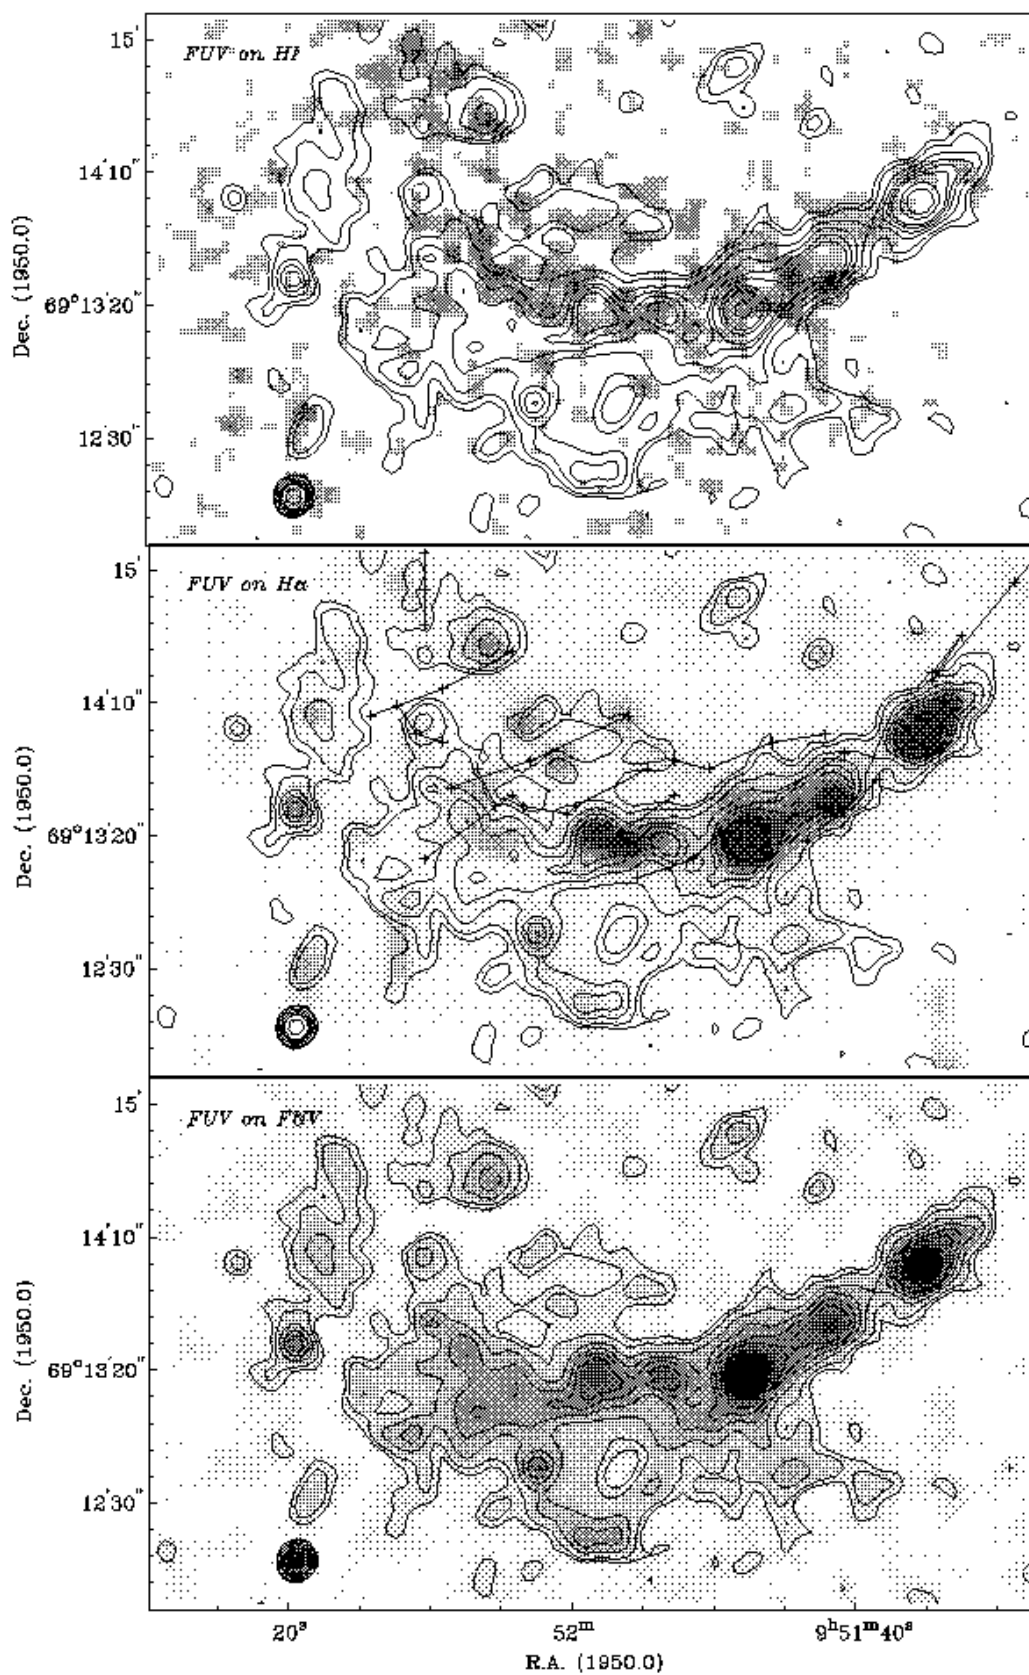 FUV on HI
15'
14'10"
69°13'20"
12'30"
Dec. (1950.0)
FUV on Hα
15'
14'10"
69°13'20"
12'30"
Dec. (1950.0)
FUV on FUV
15'
14'10"
69°13'20"
12'30"
Dec. (1950.0)
20ˢ 52ᵐ 9ʰ51ᵐ40ˢ
R.A. (1950.0)